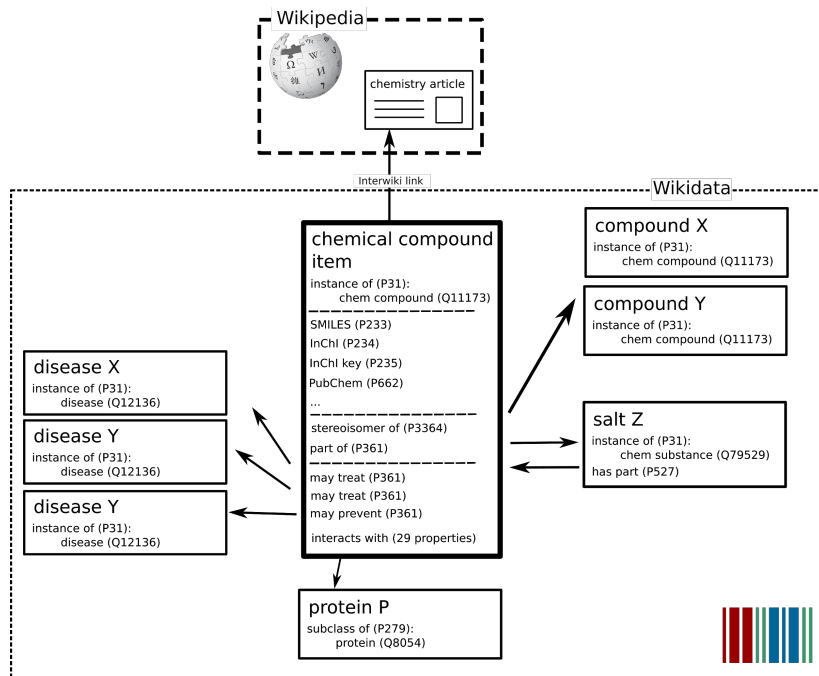 Wikipedia
Ω
W
И
chemistry article
Interwiki link
Wikidata
chemical compound
item
instance of (P31):
chem compound (Q11173)
SMILES (P233)
InChI (P234)
InChI key (P235)
PubChem (P662)
...
stereoisomer of (P3364)
part of (P361)
may treat (P361)
may treat (P361)
may prevent (P361)
interacts with (29 properties)
compound X
instance of (P31):
chem compound (Q11173)
compound Y
instance of (P31):
chem compound (Q11173)
salt Z
instance of (P31):
chem substance (Q79529)
has part (P527)
disease X
instance of (P31):
disease (Q12136)
disease Y
instance of (P31):
disease (Q12136)
disease Y
instance of (P31):
disease (Q12136)
protein P
subclass of (P279):
protein (Q8054)